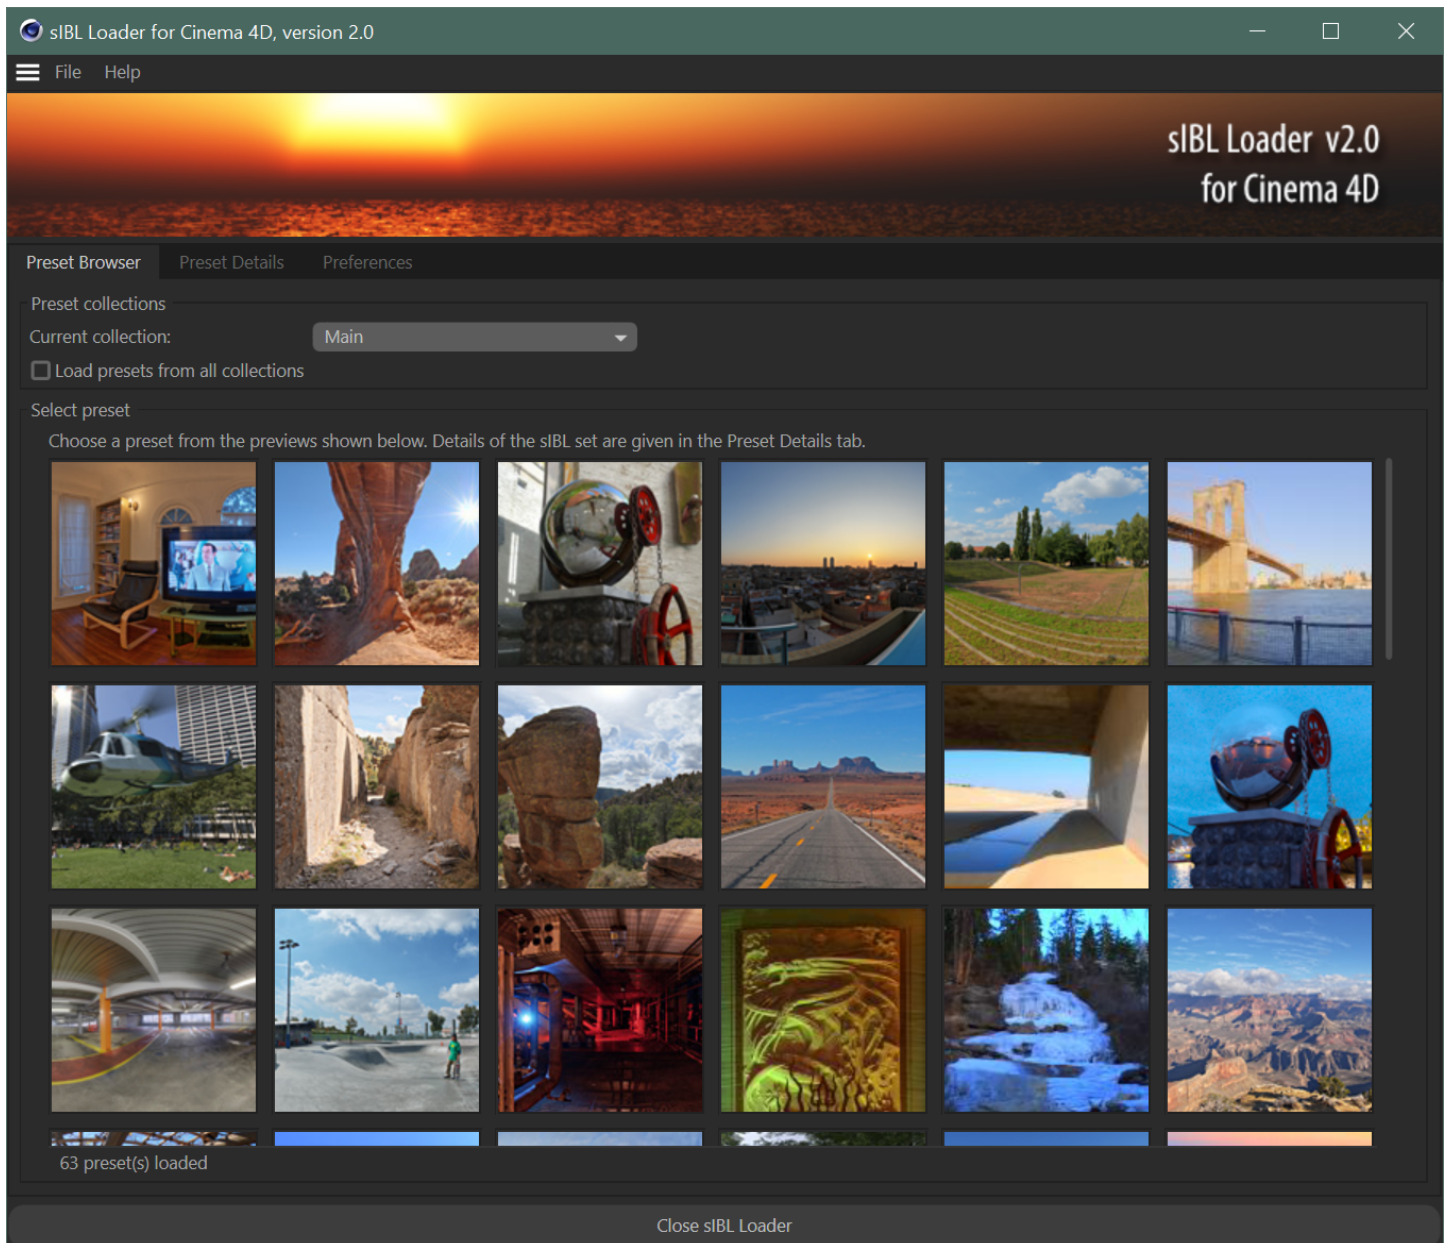 sIBL Loader for Cinema 4D, version 2.0
File Help
sIBL Loader v2.0
for Cinema 4D
Preset Browser Preset Details Preferences
Preset collections
Current collection: Main
Load presets from all collections
Select preset
Choose a preset from the previews shown below. Details of the sIBL set are given in the Preset Details tab.
63 preset(s) loaded
Close sIBL Loader